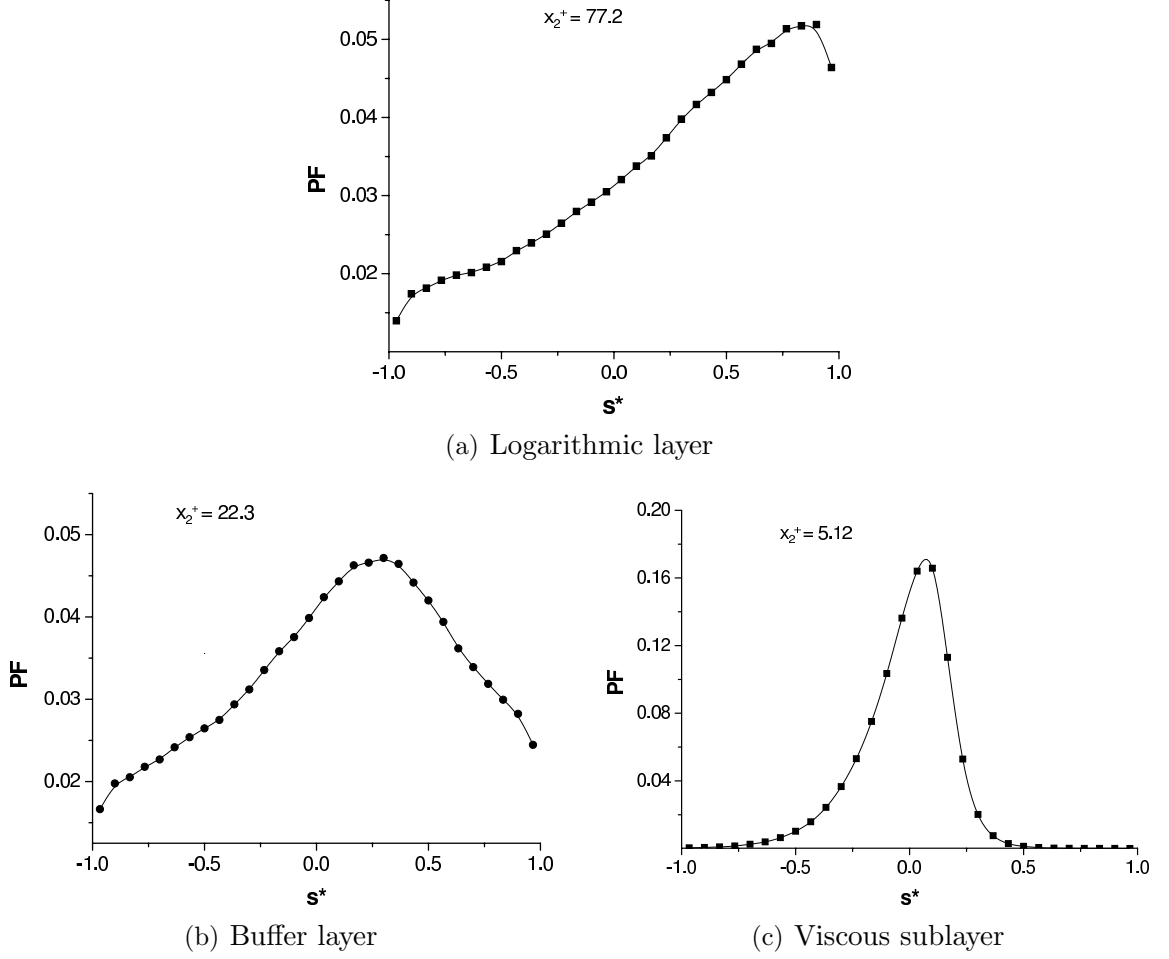 x₂⁺ = 77.2
0.05
0.04
PF
0.03
0.02
-1.0 -0.5 0.0 0.5 1.0
s*
(a) Logarithmic layer
x₂⁺ = 22.3
0.05
0.04
PF
0.03
0.02
-1.0 -0.5 0.0 0.5 1.0
s*
(b) Buffer layer
0.20
x₂⁺ = 5.12
0.16
0.12
PF
0.08
0.04
-1.0 -0.5 0.0 0.5 1.0
s*
(c) Viscous sublayer